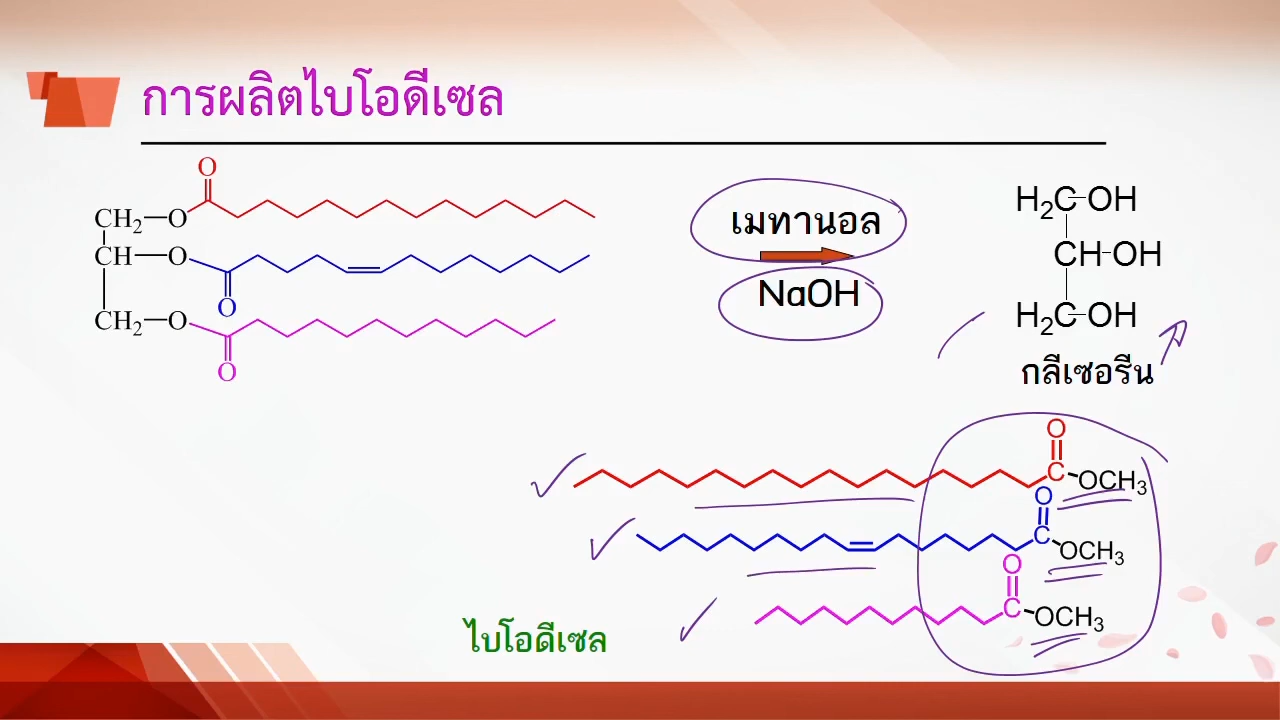 การผลิตไบโอดีเซล
O
CH₂—O
CH—O
O
CH₂—O
O
เมทานอล
NaOH
H₂C-OH
CH-OH
H₂C-OH
กลีเซอรีน
O
C-OCH₃
O
C-OCH₃
O
C-OCH₃
ไบโอดีเซล